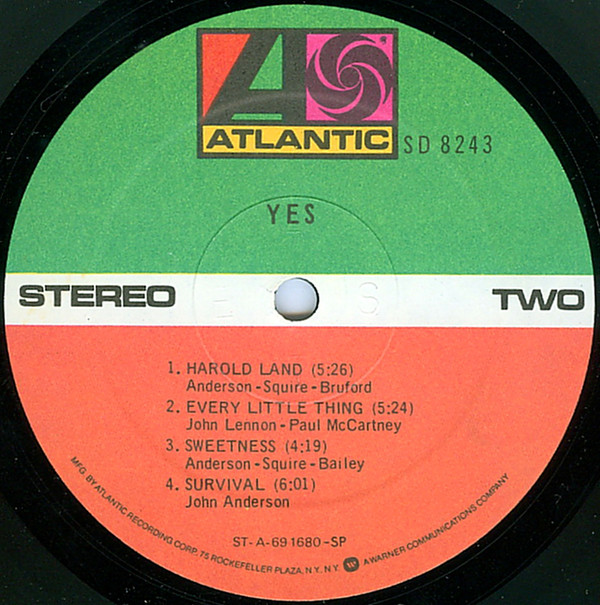 ATLANTIC
SD 8243
YES
STEREO
TWO
1. HAROLD LAND (5:26)
Anderson - Squire - Bruford
2. EVERY LITTLE THING (5:24)
John Lennon - Paul McCartney
3. SWEETNESS (4:19)
Anderson - Squire - Bailey
4. SURVIVAL (6:01)
John Anderson
ST-A-69 1680-SP
MFG. BY ATLANTIC RECORDING CORP. 75 ROCKEFELLER PLAZA, N.Y. N.Y. A WARNER COMMUNICATIONS COMPANY